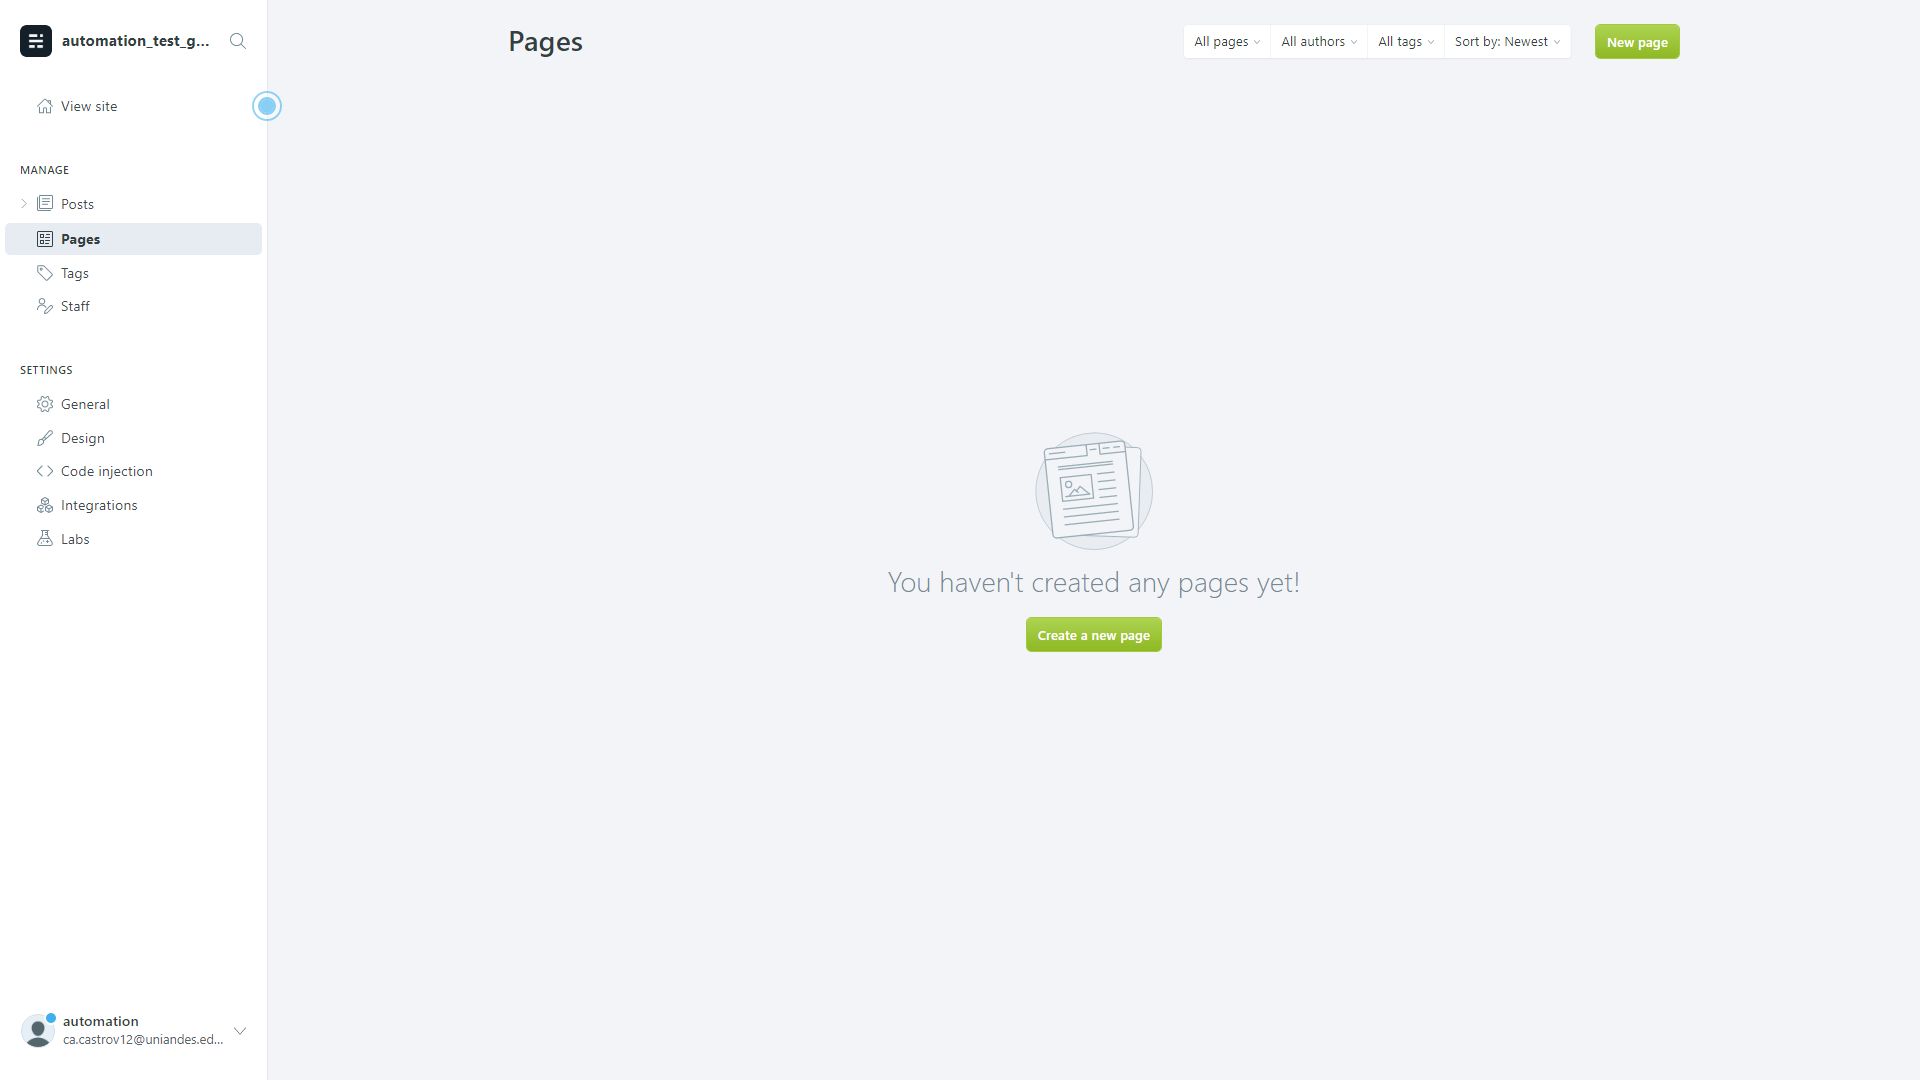 automation_test_g...
View site
MANAGE
Posts
Pages
Tags
Staff
SETTINGS
General
Design
Code injection
Integrations
Labs
automation
ca.castrov12@uniandes.ed...
Pages
All pages
All authors
All tags
Sort by: Newest
New page
You haven't created any pages yet!
Create a new page